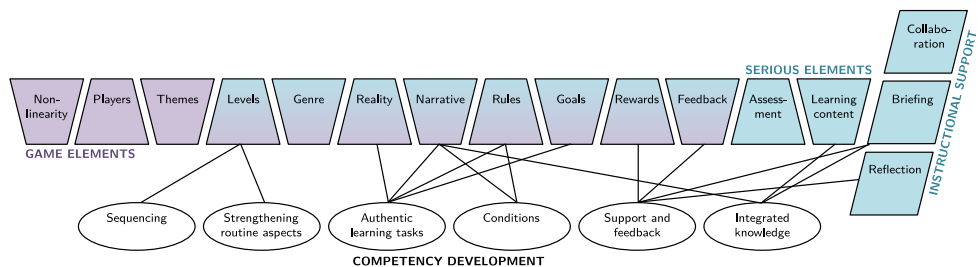 Collabo-
ration
SERIOUS ELEMENTS
INSTRUCTIONAL SUPPORT
Non-
linearity
Players
Themes
Levels
Genre
Reality
Narrative
Rules
Goals
Rewards
Feedback
Assess-
ment
Learning
content
Briefing
GAME ELEMENTS
Reflection
Sequencing
Strengthening
routine aspects
Authentic
learning tasks
Conditions
Support and
feedback
Integrated
knowledge
COMPETENCY DEVELOPMENT